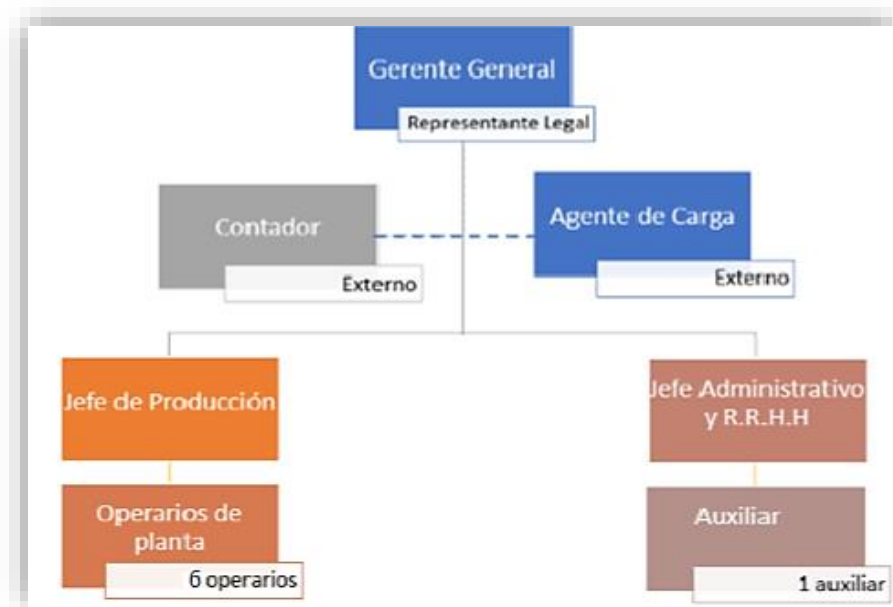 Gerente General
Representante Legal
Contador
Externo
Agente de Carga
Externo
Jefe de Producción
Jefe Administrativo
y R.R.H.H
Operarios de
planta
6 operarios
Auxiliar
1 auxiliar